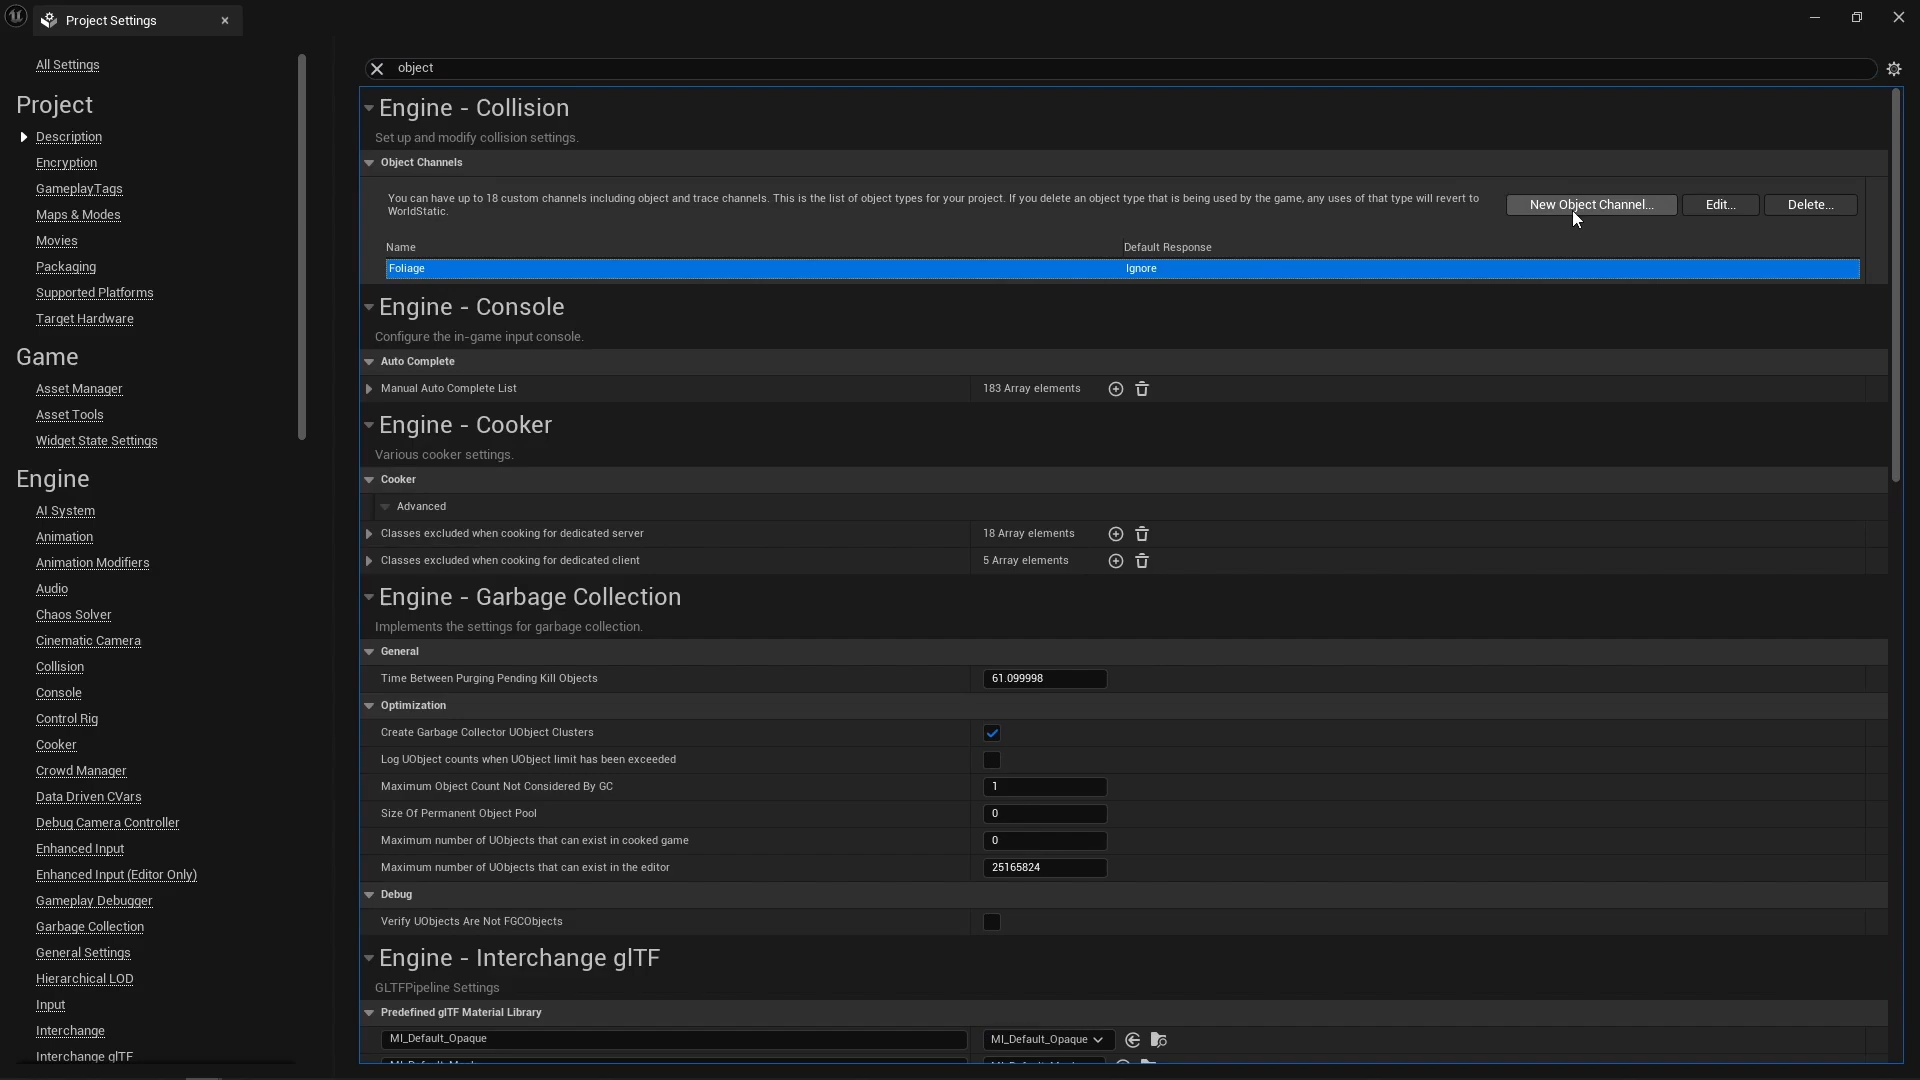 Project Settings
All Settings
Project
Description
Encryption
GameplayTags
Maps & Modes
Movies
Packaging
Supported Platforms
Target Hardware
Game
Asset Manager
Asset Tools
Widget State Settings
Engine
AI System
Animation
Animation Modifiers
Audio
Chaos Solver
Cinematic Camera
Collision
Console
Control Rig
Cooker
Crowd Manager
Data Driven CVars
Debug Camera Controller
Enhanced Input
Enhanced Input (Editor Only)
Gameplay Debugger
Garbage Collection
General Settings
Hierarchical LOD
Input
Interchange
Interchange glTF
object
Engine - Collision
Set up and modify collision settings.
Object Channels
You can have up to 18 custom channels including object and trace channels. This is the list of object types for your project. If you delete an object type that is being used by the game, any uses of that type will revert to
WorldStatic.
New Object Channel... Edit... Delete...
Name Default Response
Foliage Ignore
Engine - Console
Configure the in-game input console.
Auto Complete
Manual Auto Complete List 183 Array elements
Engine - Cooker
Various cooker settings.
Cooker
Advanced
Classes excluded when cooking for dedicated server 18 Array elements
Classes excluded when cooking for dedicated client 5 Array elements
Engine - Garbage Collection
Implements the settings for garbage collection.
General
Time Between Purging Pending Kill Objects 61.099998
Optimization
Create Garbage Collector UObject Clusters
Log UObject counts when UObject limit has been exceeded
Maximum Object Count Not Considered By GC 1
Size Of Permanent Object Pool 0
Maximum number of UObjects that can exist in cooked game 0
Maximum number of UObjects that can exist in the editor 25165824
Debug
Verify UObjects Are Not FGCObjects
Engine - Interchange glTF
GLTFPipeline Settings
Predefined glTF Material Library
MI_Default_Opaque MI_Default_Opaque